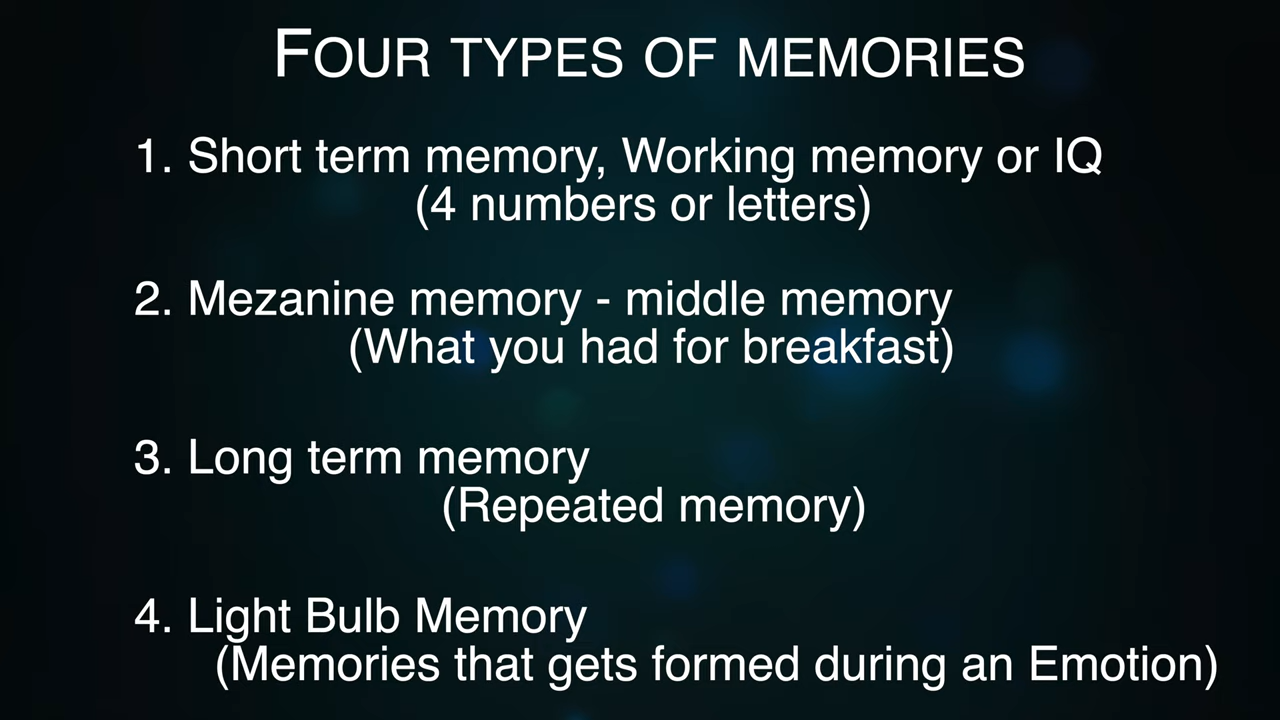 FOUR TYPES OF MEMORIES
1. Short term memory, Working memory or IQ
(4 numbers or letters)
2. Mezanine memory - middle memory
(What you had for breakfast)
3. Long term memory
(Repeated memory)
4. Light Bulb Memory
(Memories that gets formed during an Emotion)